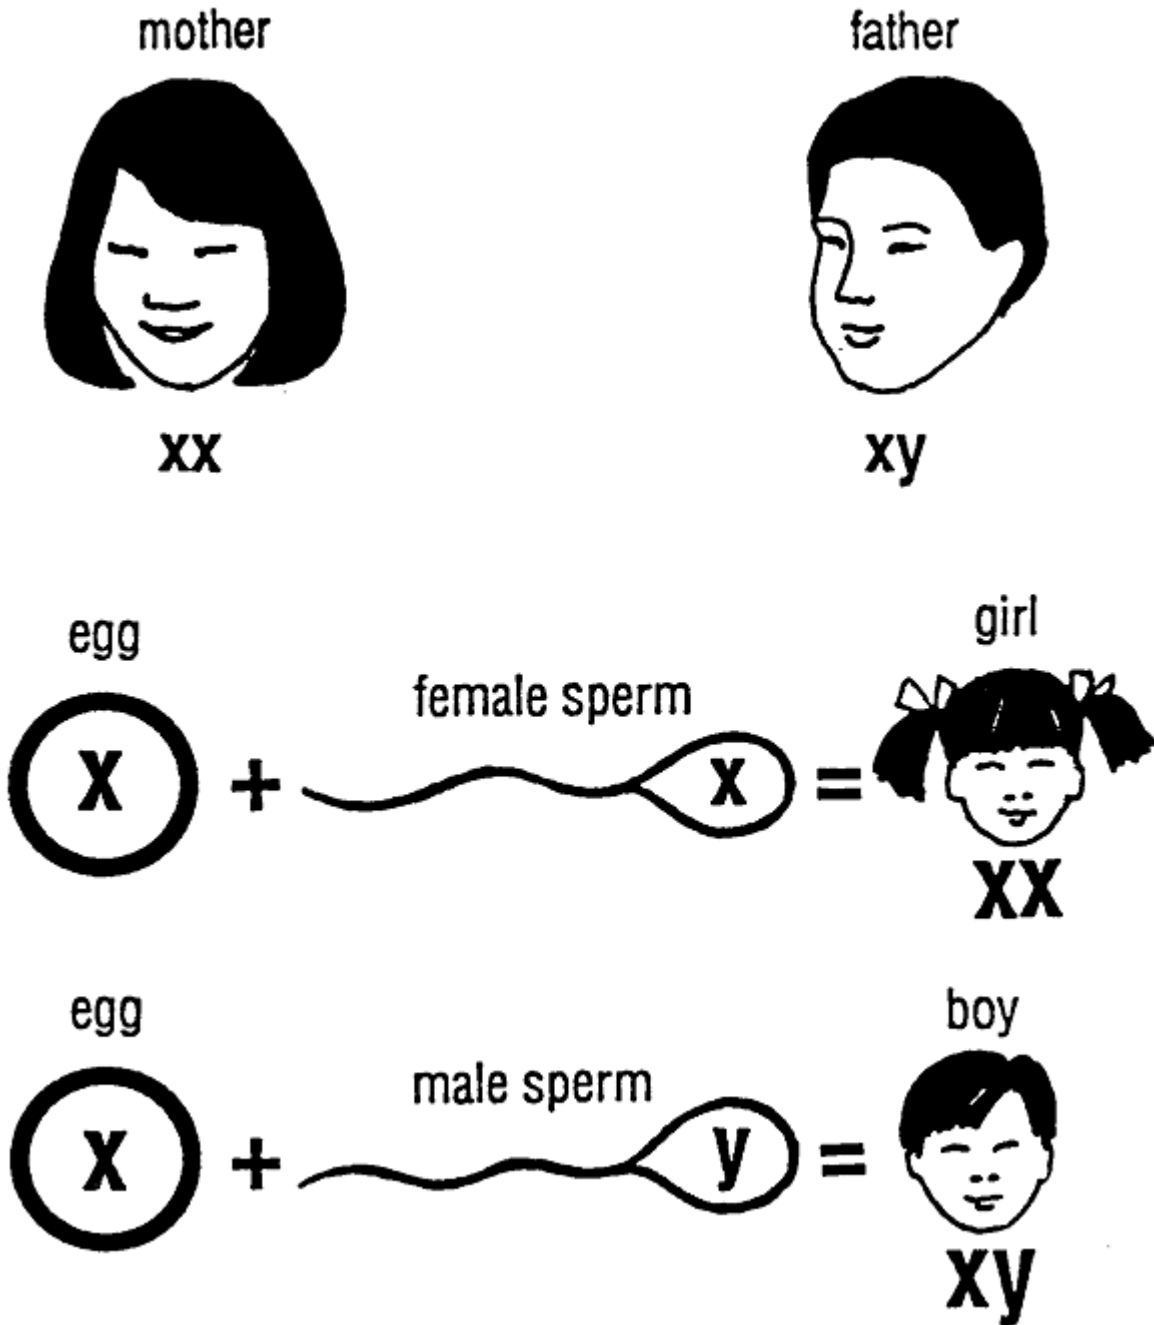 mother father
xx xy
egg female sperm girl
X + x = xx
egg male sperm boy
x + y = xy